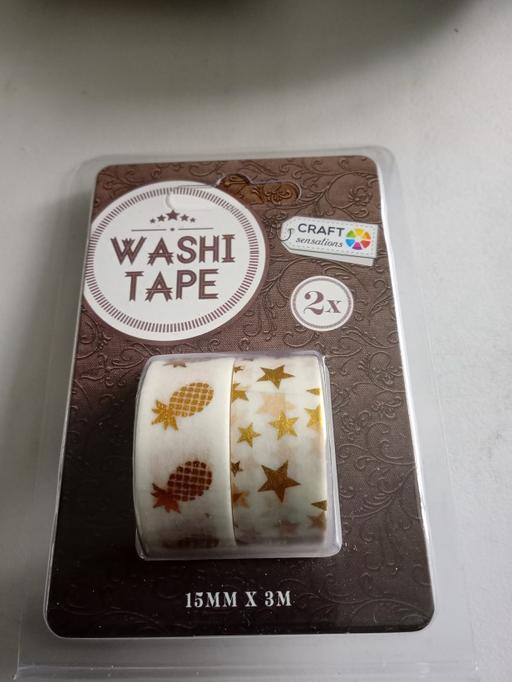 WASHI
TAPE
CRAFT
sensations
2x
15MM X 3M